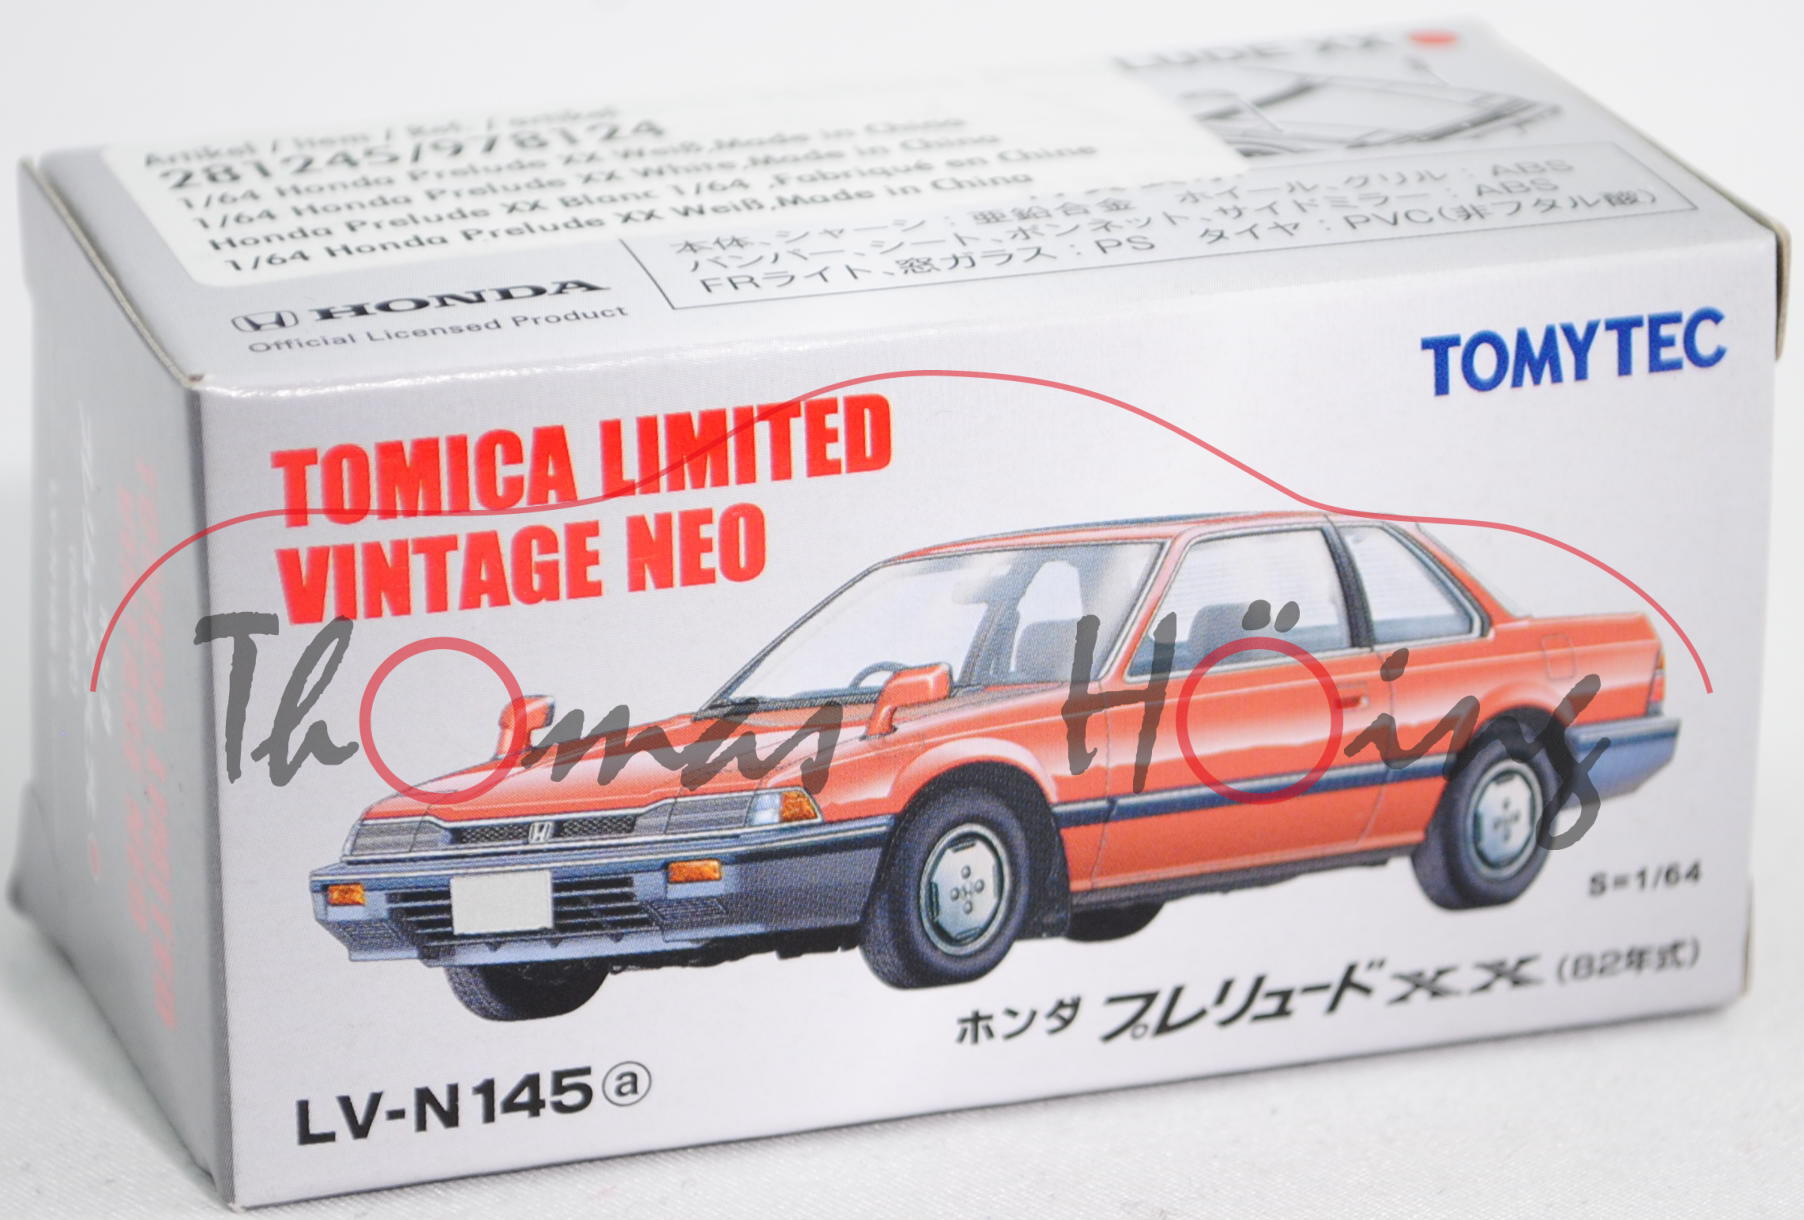 LUDE XX
Artikel / Item / Ref. / artikel
281245/978124
1/64 Honda Prelude XX Weiß,Made in China
1/64 Honda Prelude XX White,Made in China
Honda Prelude XX Blanc 1/64 ,Fabriqué en Chine
1/64 Honda Prelude XX Weiß,Made in China
本体、シャーシ：亜鉛合金 ホイール、グリル：ABS
バンパー、シート、ボンネット、サイドミラー：ABS
FRライト、窓ガラス：PS タイヤ：PVC(非フタル酸)
HONDA
Official Licensed Product
TOMYTEC
TOMICA LIMITED
VINTAGE NEO
Thomas Höing
S=1/64
ホンダ プレリュードXX (82年式)
LV-N145ⓐ